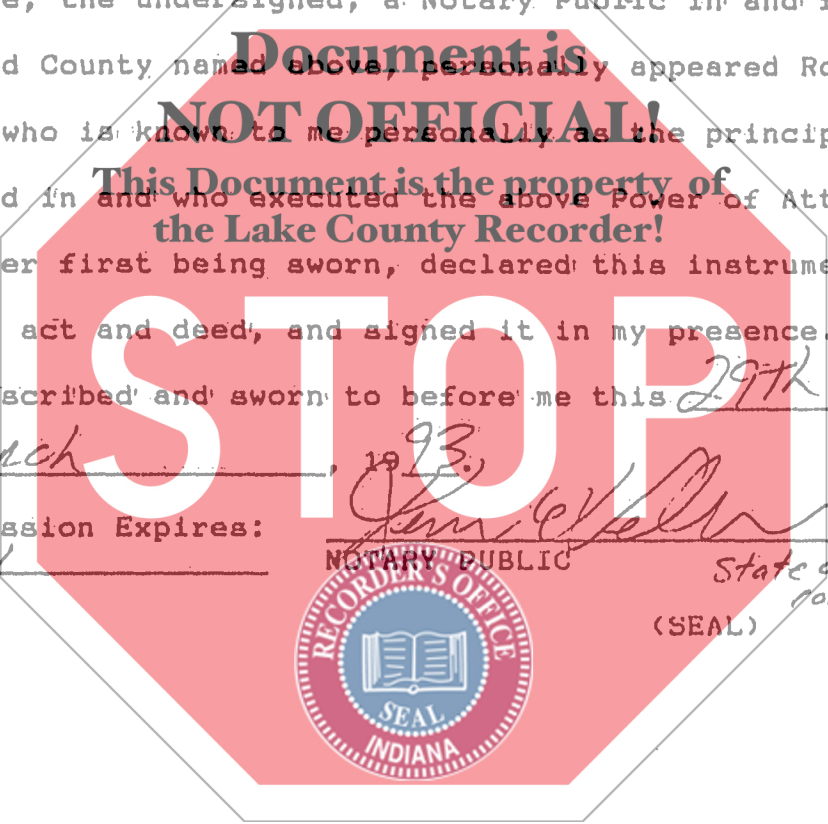 e, the undersigned, a Notary Public in and
Document is
d County named above, personally appeared Ro
NOT OFFICIAL!
who is known to me personally as the princip
This Document is the property of
d in and who executed the above Power of Att
the Lake County Recorder!
er first being sworn, declared this instrume
STOP
act and deed, and signed it in my presence.
scribed and sworn to before me this 29th
rch, 1993.
ssion Expires:
NOTARY PUBLIC
State
(SEAL)
RECORDER'S OFFICE
SEAL
INDIANA